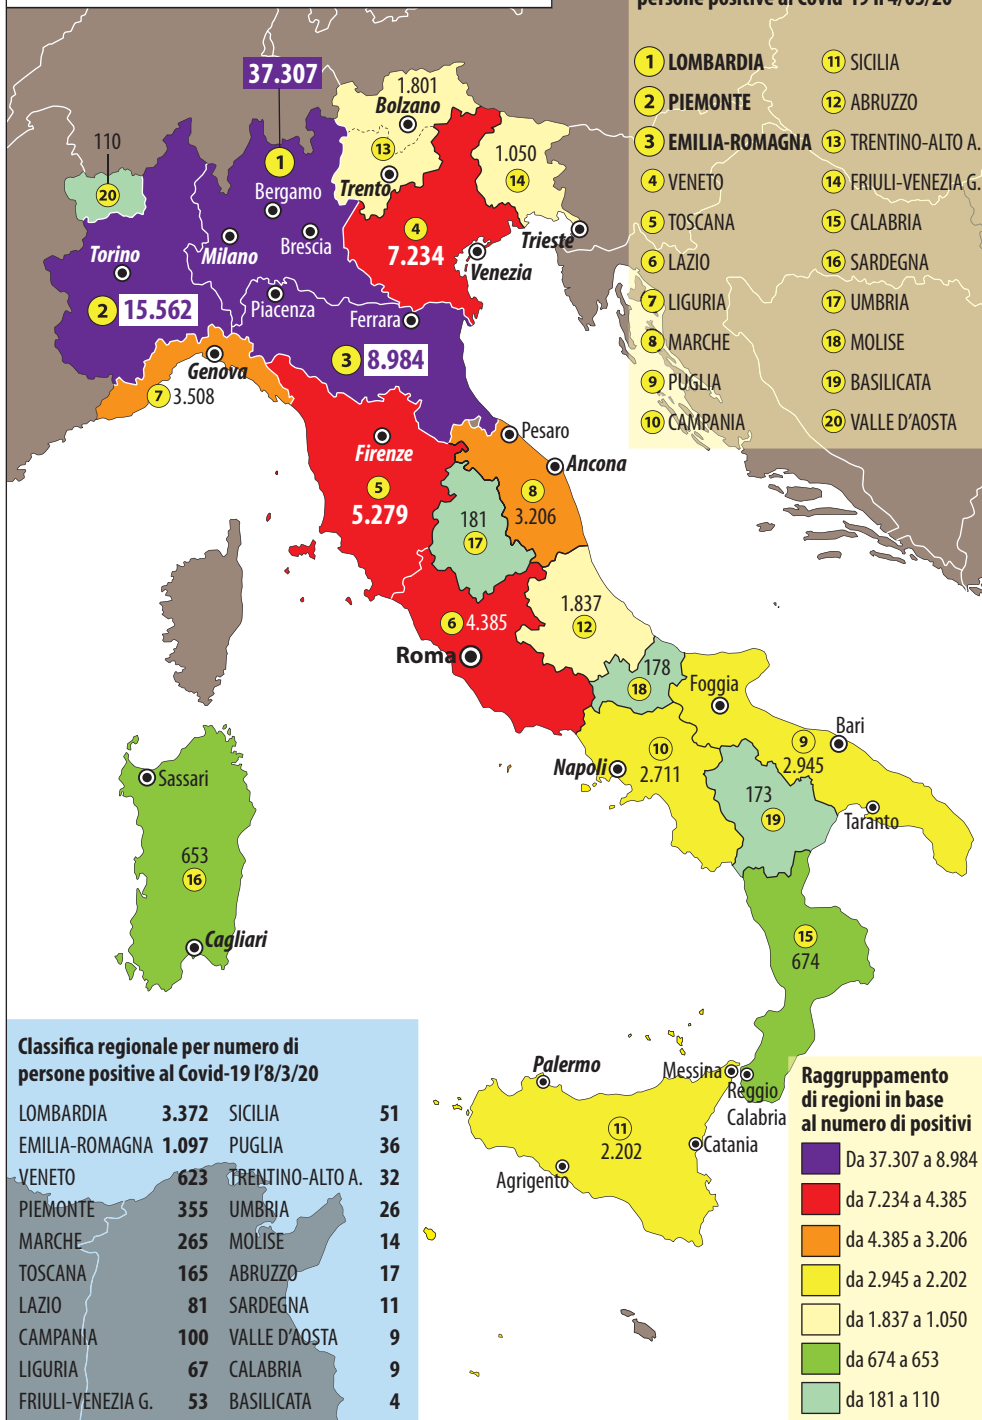 persone positive al Covid-19 il 4/05/20
1 LOMBARDIA
2 PIEMONTE
3 EMILIA-ROMAGNA
4 VENETO
5 TOSCANA
6 LAZIO
7 LIGURIA
8 MARCHE
9 PUGLIA
10 CAMPANIA
11 SICILIA
12 ABRUZZO
13 TRENTINO-ALTO A.
14 FRIULI-VENEZIA G.
15 CALABRIA
16 SARDEGNA
17 UMBRIA
18 MOLISE
19 BASILICATA
20 VALLE D'AOSTA
37.307
1
Bergamo
Milano
Brescia
1.801
Bolzano
13
Trento
1.050
14
Trieste
110
20
Torino
2 15.562
4
7.234
Venezia
Piacenza
Ferrara
3 8.984
Genova
7 3.508
Firenze
5
5.279
Pesaro
Ancona
8
3.206
181
17
6 4.385
Roma
1.837
12
178
18
Foggia
Bari
9
2.945
Taranto
10
2.711
Napoli
173
19
15
674
Sassari
653
16
Cagliari
Palermo
Messina
Reggio
Calabria
11
2.202
Catania
Agrigento
Classifica regionale per numero di
persone positive al Covid-19 l'8/3/20
LOMBARDIA 3.372
EMILIA-ROMAGNA 1.097
VENETO 623
PIEMONTE 355
MARCHE 265
TOSCANA 165
LAZIO 81
CAMPANIA 100
LIGURIA 67
FRIULI-VENEZIA G. 53
SICILIA 51
PUGLIA 36
TRENTINO-ALTO A. 32
UMBRIA 26
MOLISE 14
ABRUZZO 17
SARDEGNA 11
VALLE D'AOSTA 9
CALABRIA 9
BASILICATA 4
Raggruppamento
di regioni in base
al numero di positivi
Da 37.307 a 8.984
da 7.234 a 4.385
da 4.385 a 3.206
da 2.945 a 2.202
da 1.837 a 1.050
da 674 a 653
da 181 a 110